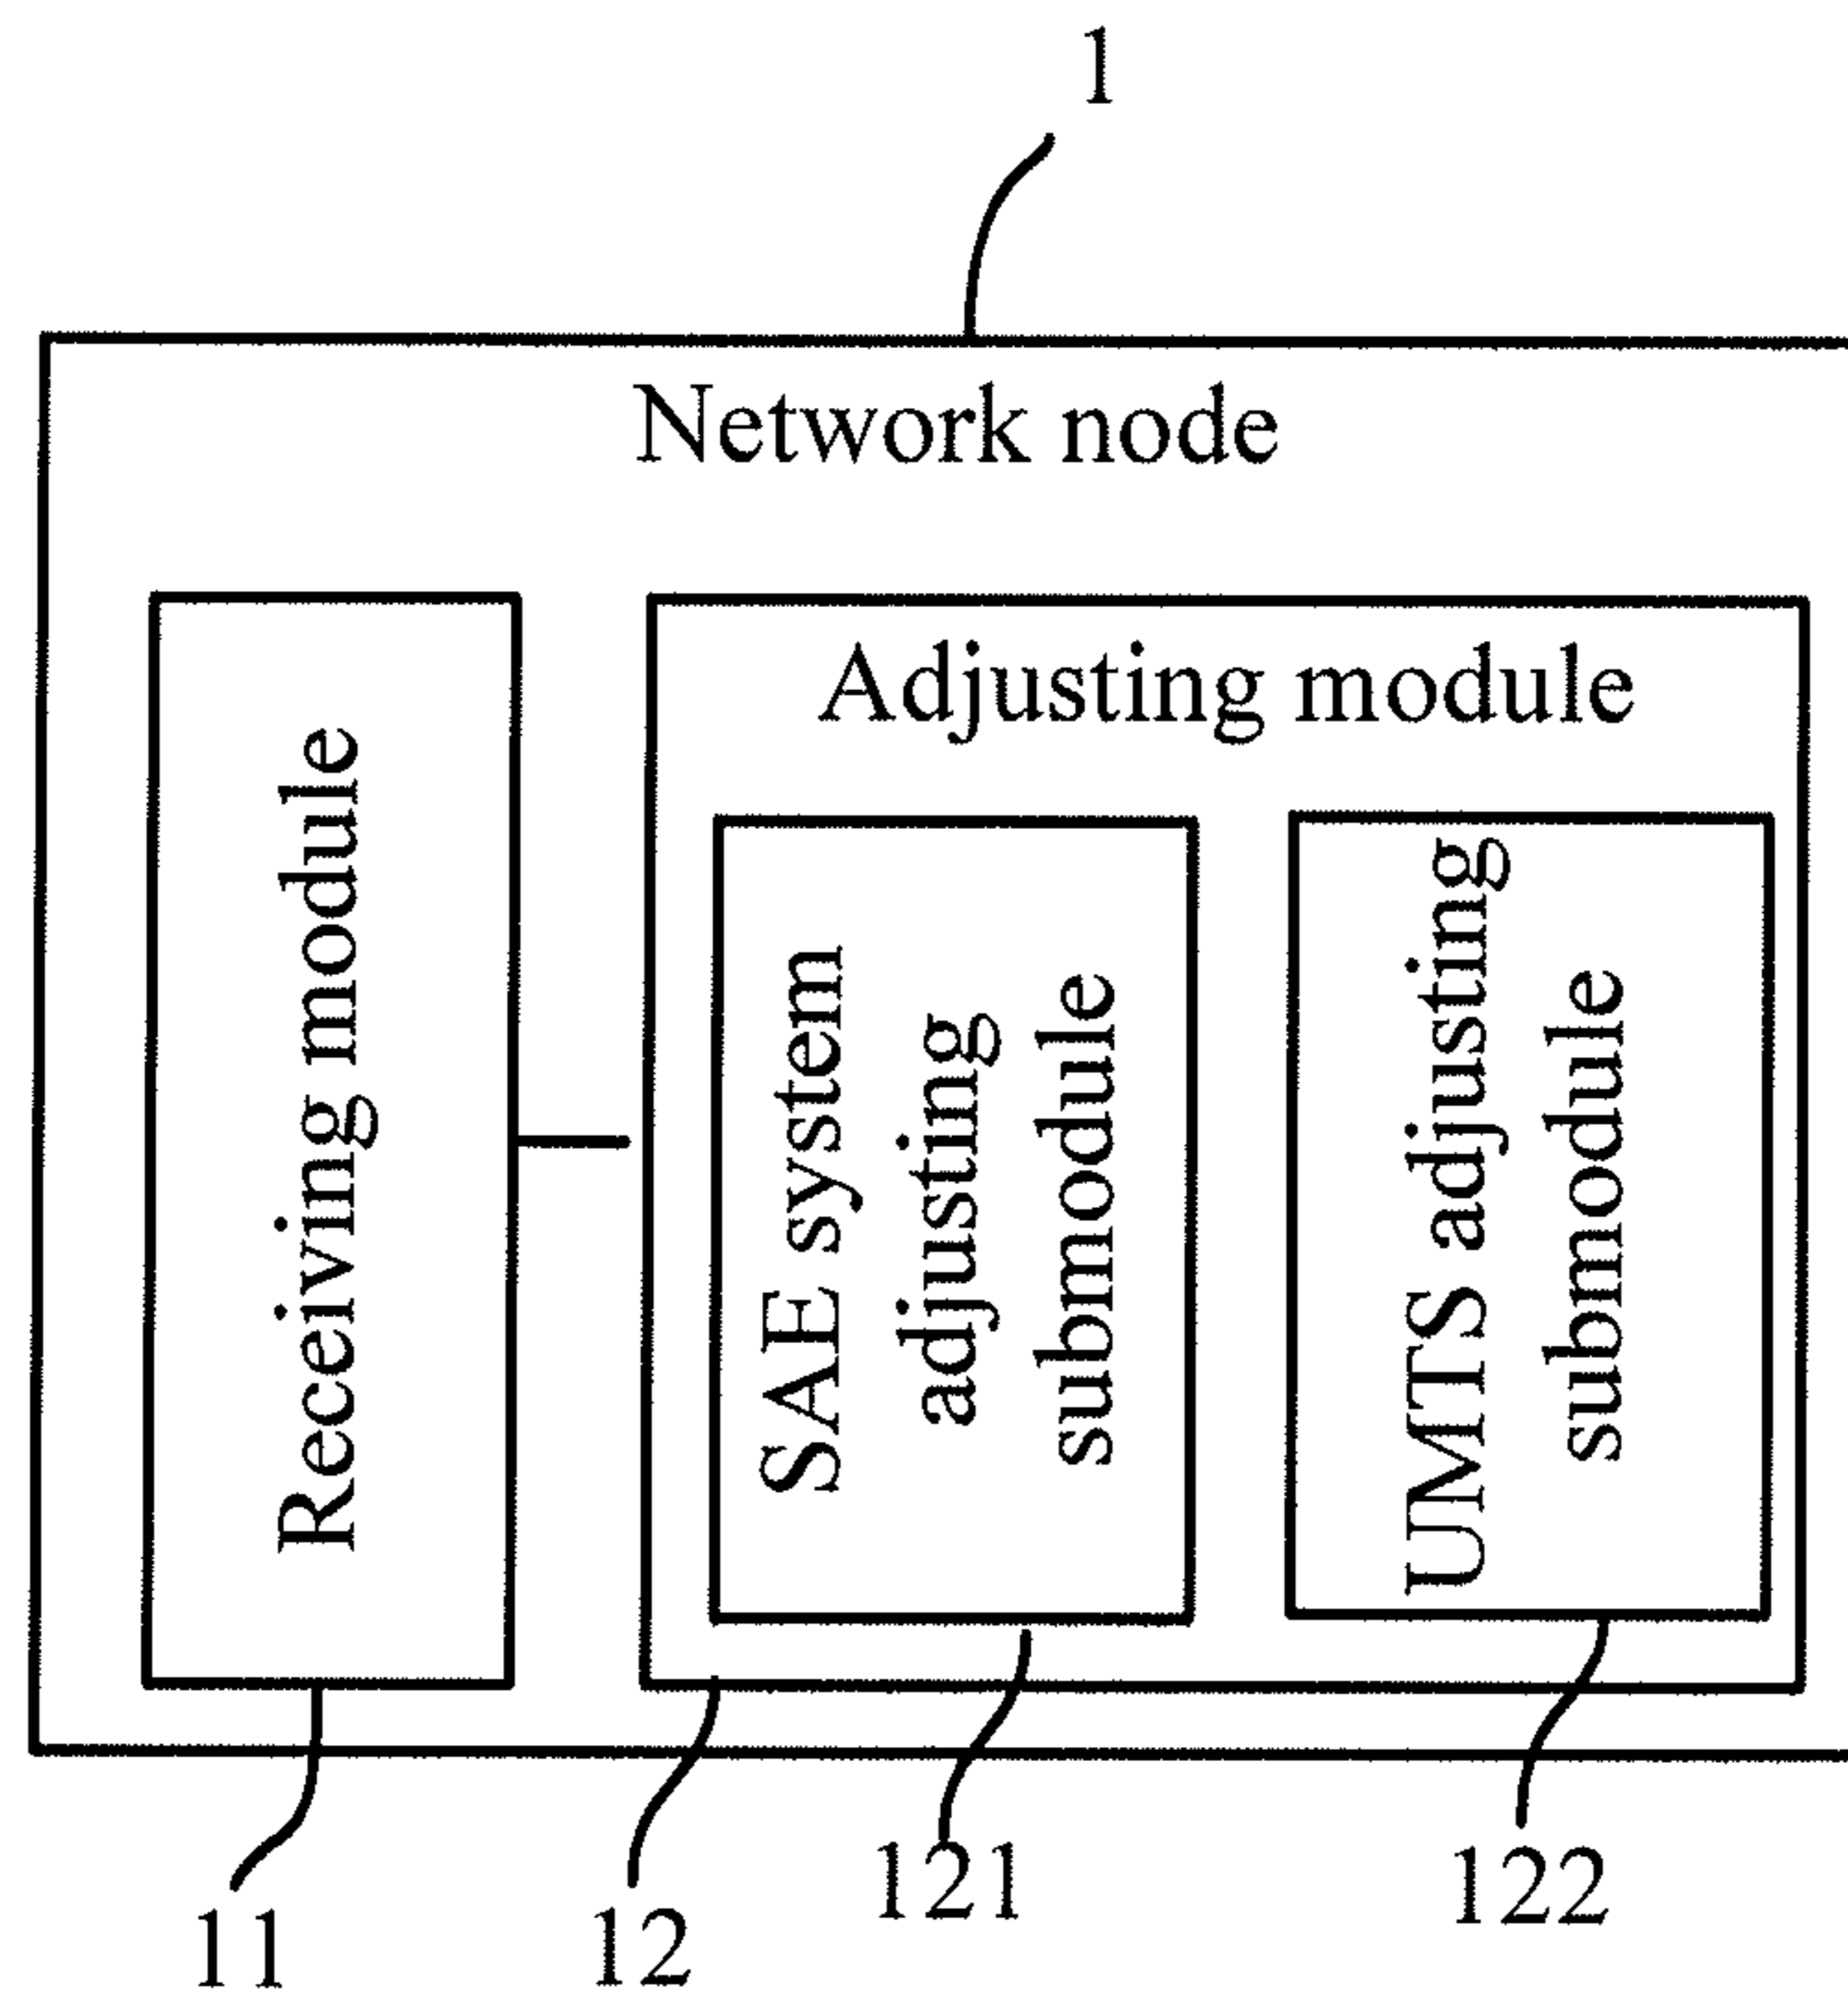 1
Network node
Receiving module
Adjusting module
SAE system
adjusting
submodule
UMTS adjusting
submodule
11
12
121
122